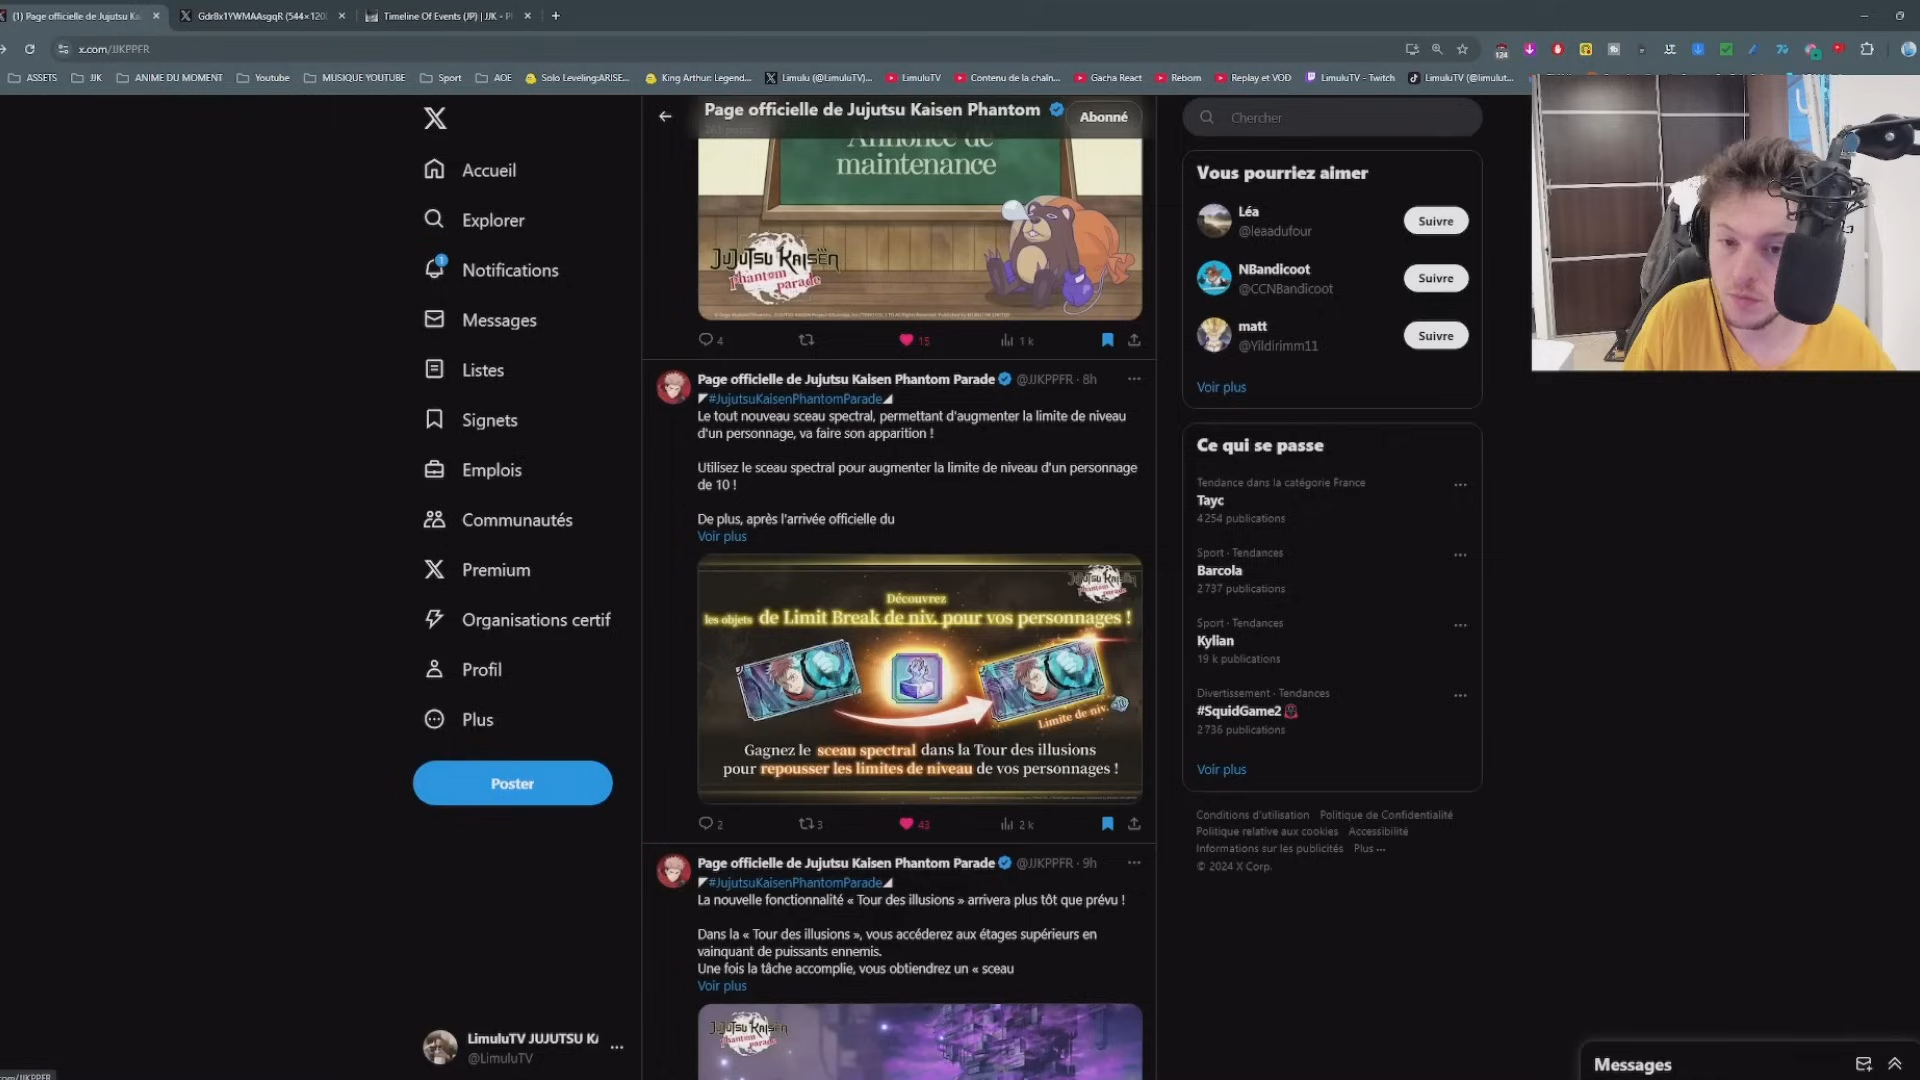 (1) Page officielle de Jujutsu Kai
Gdr8x1YWMAAsgqR (544×120
Timeline Of Events (JP) | JJK - P
x.com/JJKPPFR
ASSETS
JJK
ANIME DU MOMENT
Youtube
MUSIQUE YOUTUBE
Sport
AOE
Solo Leveling:ARISE...
King Arthur: Legend...
Limulu (@LimuluTV)...
LimuluTV
Contenu de la chaîn...
Gacha React
Reborn
Replay et VOD
LimuluTV - Twitch
LimuluTV (@limulut...
124
Accueil
Explorer
1
Notifications
Messages
Listes
Signets
Emplois
Communautés
Premium
Organisations certif
Profil
Plus
Poster
LimuluTV JUJUTSU KA
@LimuluTV
Page officielle de Jujutsu Kaisen Phantom
Abonné
Annonce de
maintenance
JUJUTSU KAISEN
Phantom
parade
4
15
1 k
Page officielle de Jujutsu Kaisen Phantom Parade @JJKPPFR · 8h
◤#JujutsuKaisenPhantomParade◢
Le tout nouveau sceau spectral, permettant d'augmenter la limite de niveau
d'un personnage, va faire son apparition !
Utilisez le sceau spectral pour augmenter la limite de niveau d'un personnage
de 10 !
De plus, après l'arrivée officielle du
Voir plus
JUJUTSU KAISEN
Phantom
parade
Découvrez
les objets de Limit Break de niv. pour vos personnages !
Limite de niv. +10
Gagnez le sceau spectral dans la Tour des illusions
pour repousser les limites de niveau de vos personnages !
2
3
43
2 k
Page officielle de Jujutsu Kaisen Phantom Parade @JJKPPFR · 9h
◤#JujutsuKaisenPhantomParade◢
La nouvelle fonctionnalité « Tour des illusions » arrivera plus tôt que prévu !
Dans la « Tour des illusions », vous accéderez aux étages supérieurs en
vainquant de puissants ennemis.
Une fois la tâche accomplie, vous obtiendrez un « sceau
Voir plus
JUJUTSU KAISEN
Phantom
parade
Chercher
Vous pourriez aimer
Léa
@leaadufour
Suivre
NBandicoot
@CCNBandicoot
Suivre
matt
@Yildirimm11
Suivre
Voir plus
Ce qui se passe
Tendance dans la catégorie France
Tayc
4 254 publications
Sport · Tendances
Barcola
2 737 publications
Sport · Tendances
Kylian
19 k publications
Divertissement · Tendances
#SquidGame2
2 736 publications
Voir plus
Conditions d'utilisation Politique de Confidentialité
Politique relative aux cookies Accessibilité
Informations sur les publicités Plus ···
© 2024 X Corp.
Messages